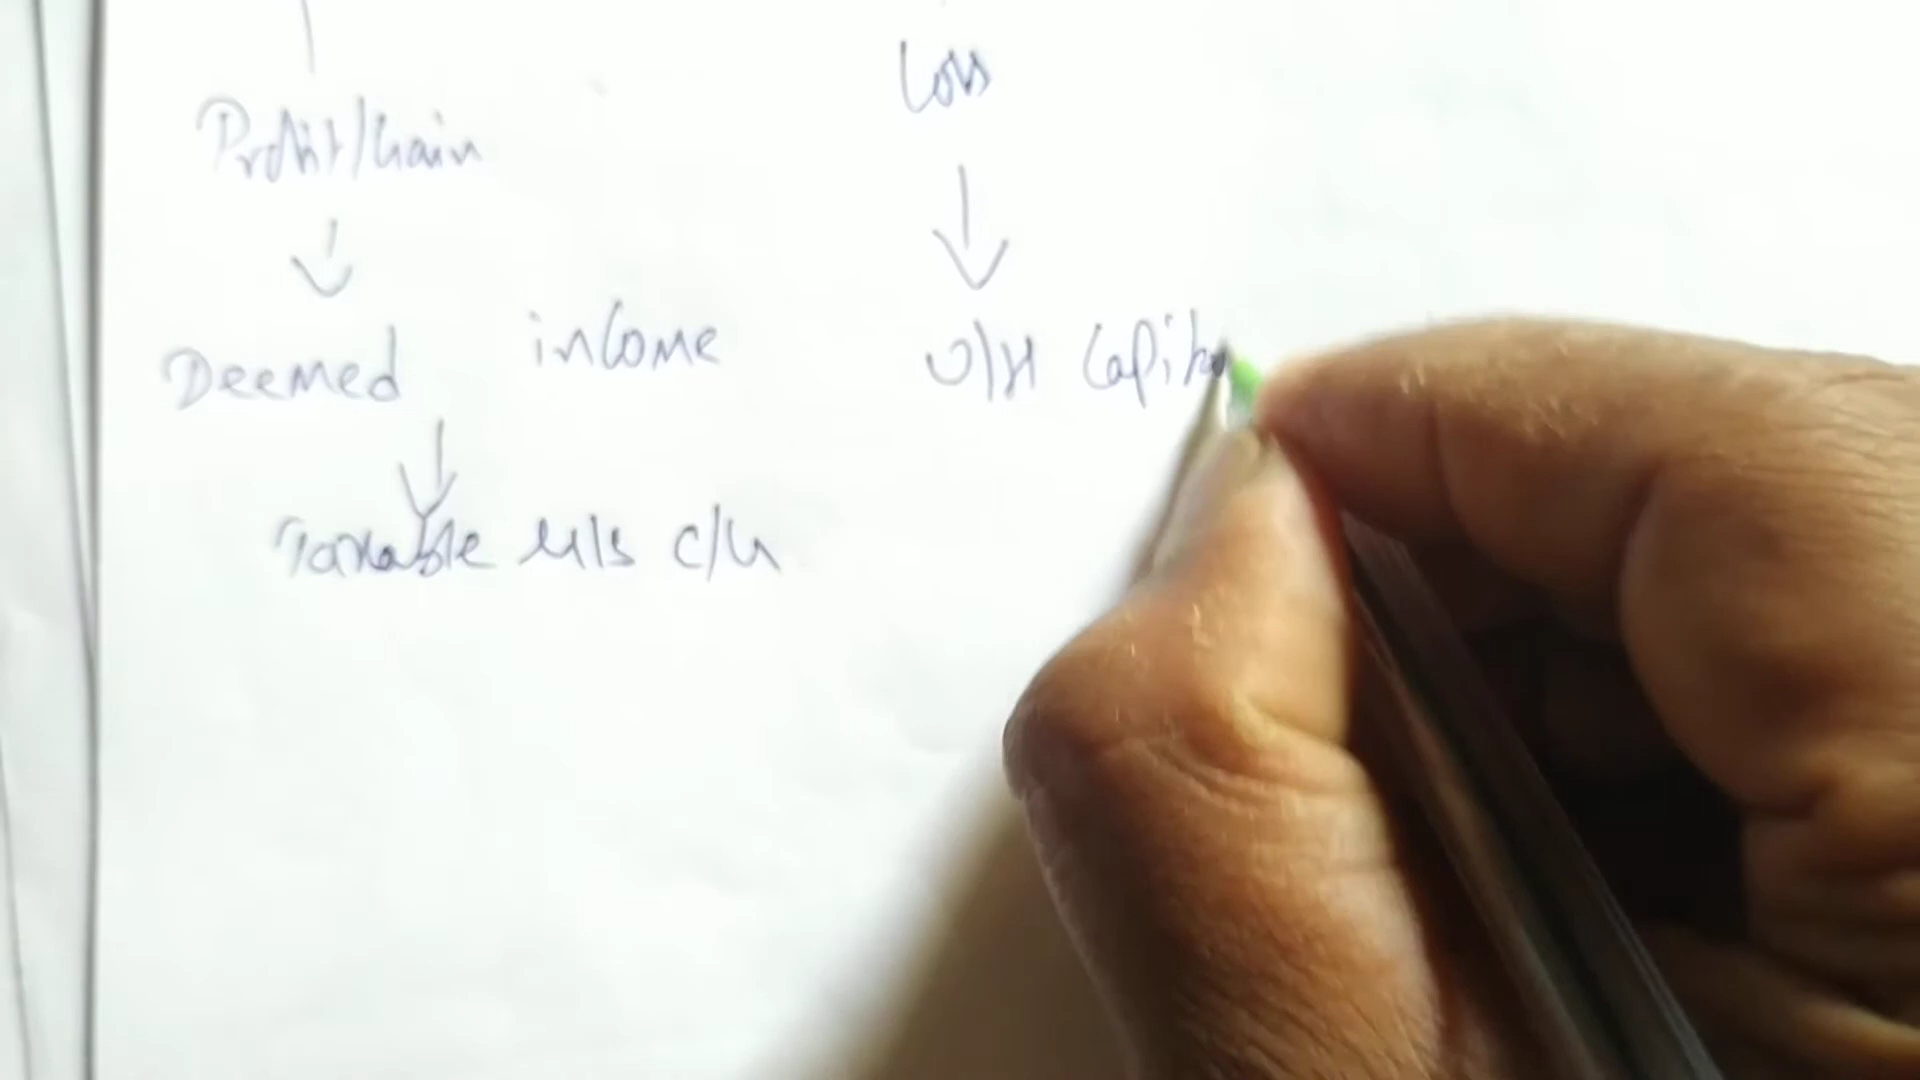 Loss
Profit/Gain
Deemed income
U/H Capita
Taxable u/s C/G